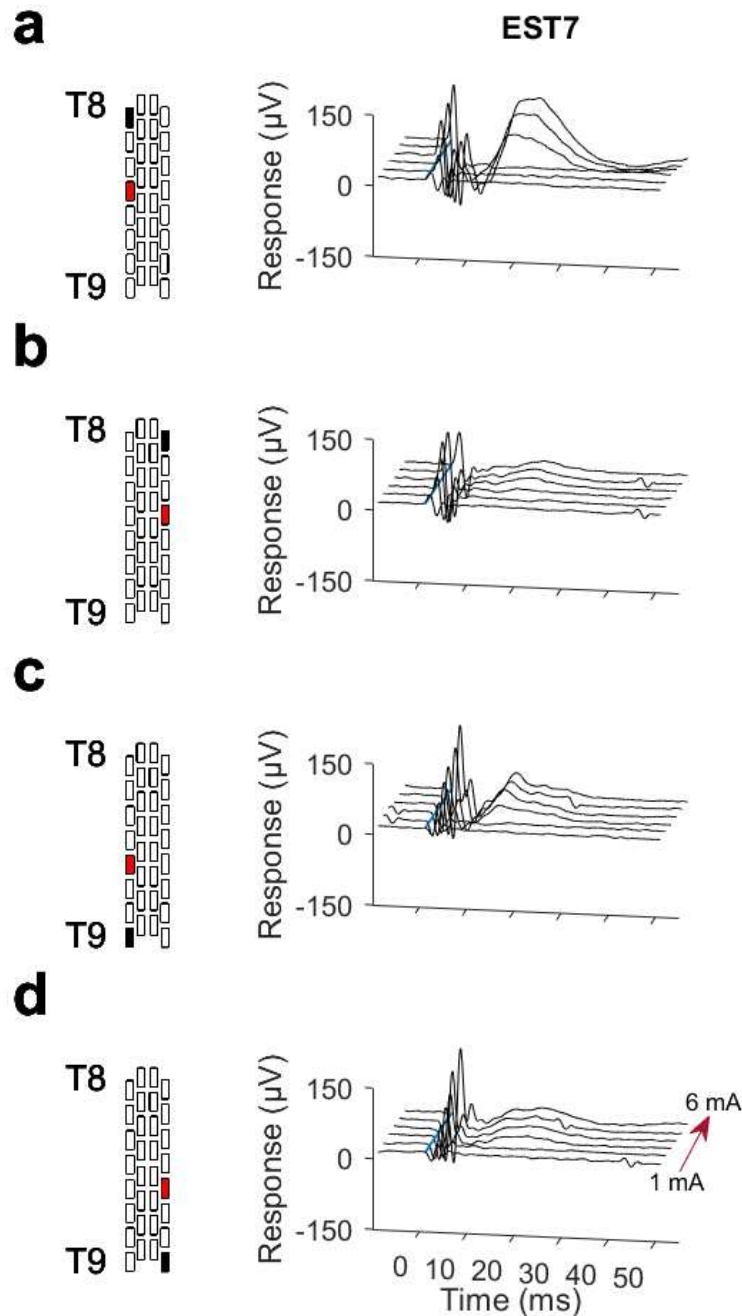 a
EST7
T8
T9
Response (µV)
150
0
-150
b
T8
T9
Response (µV)
150
0
-150
c
T8
T9
Response (µV)
150
0
-150
d
T8
T9
Response (µV)
150
0
-150
6 mA
1 mA
0 10 20 30 40 50
Time (ms)